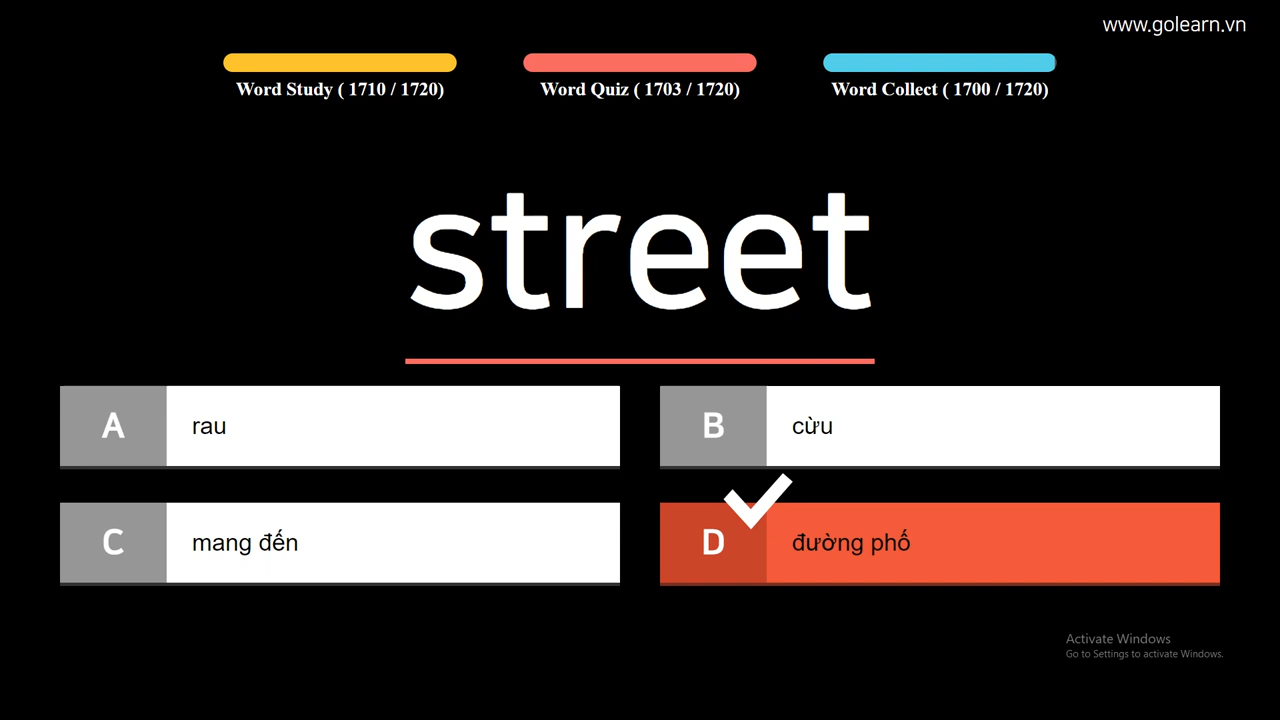 www.golearn.vn
Word Study ( 1710 / 1720)
Word Quiz ( 1703 / 1720)
Word Collect ( 1700 / 1720)
street
A rau
B cừu
C mang đến
D đường phố
Activate Windows
Go to Settings to activate Windows.